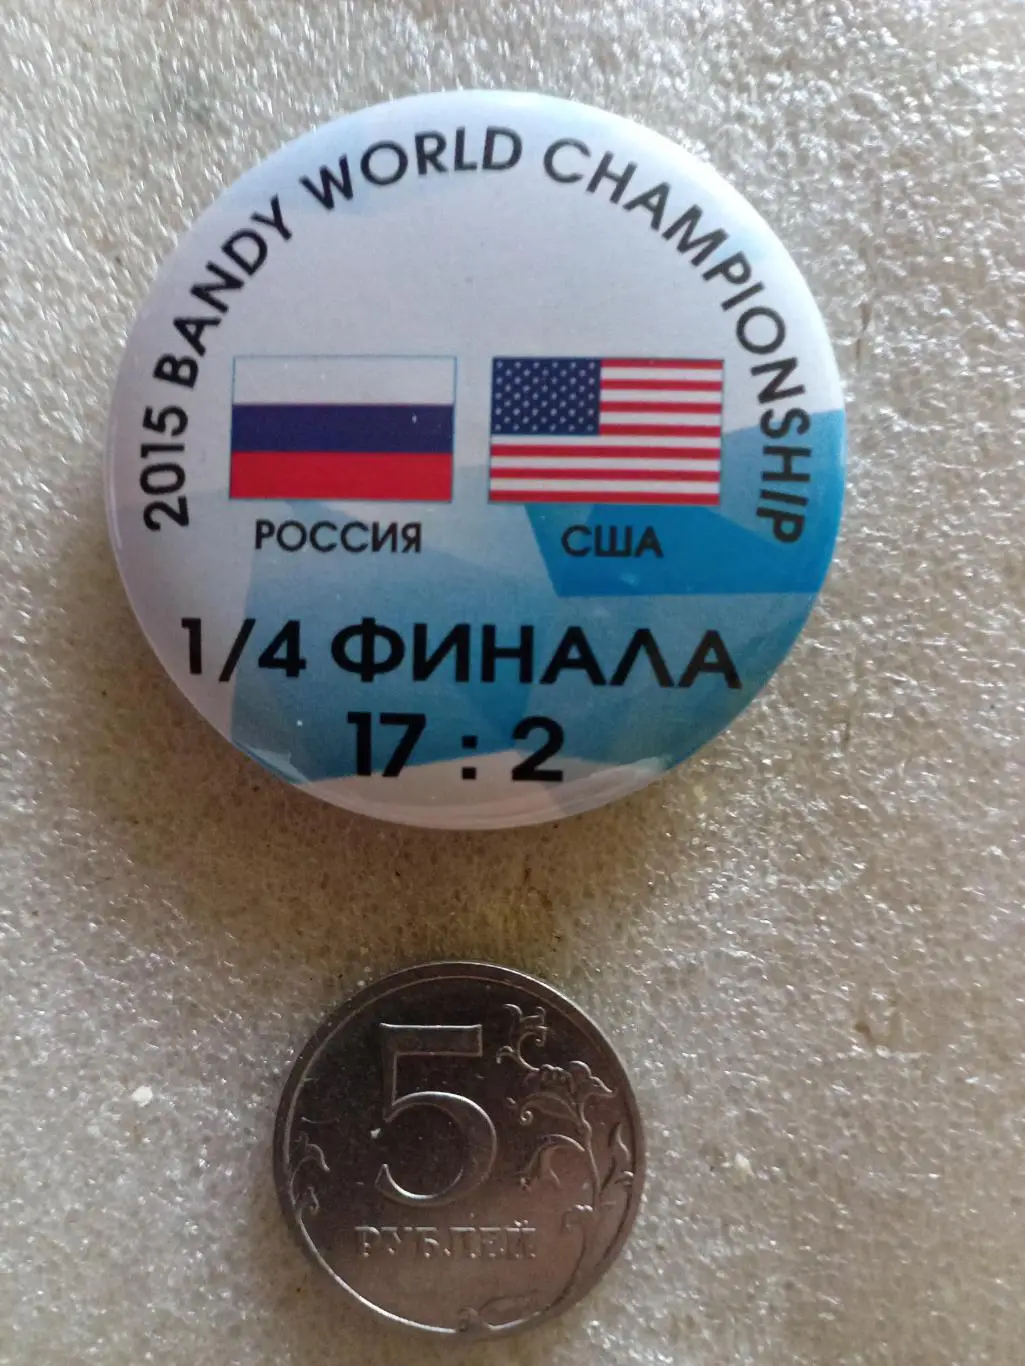 2015 BANDY WORLD CHAMPIONSHIP
РОССИЯ США
1/4 ФИНАЛА
17 : 2
5
РУБЛЕЙ